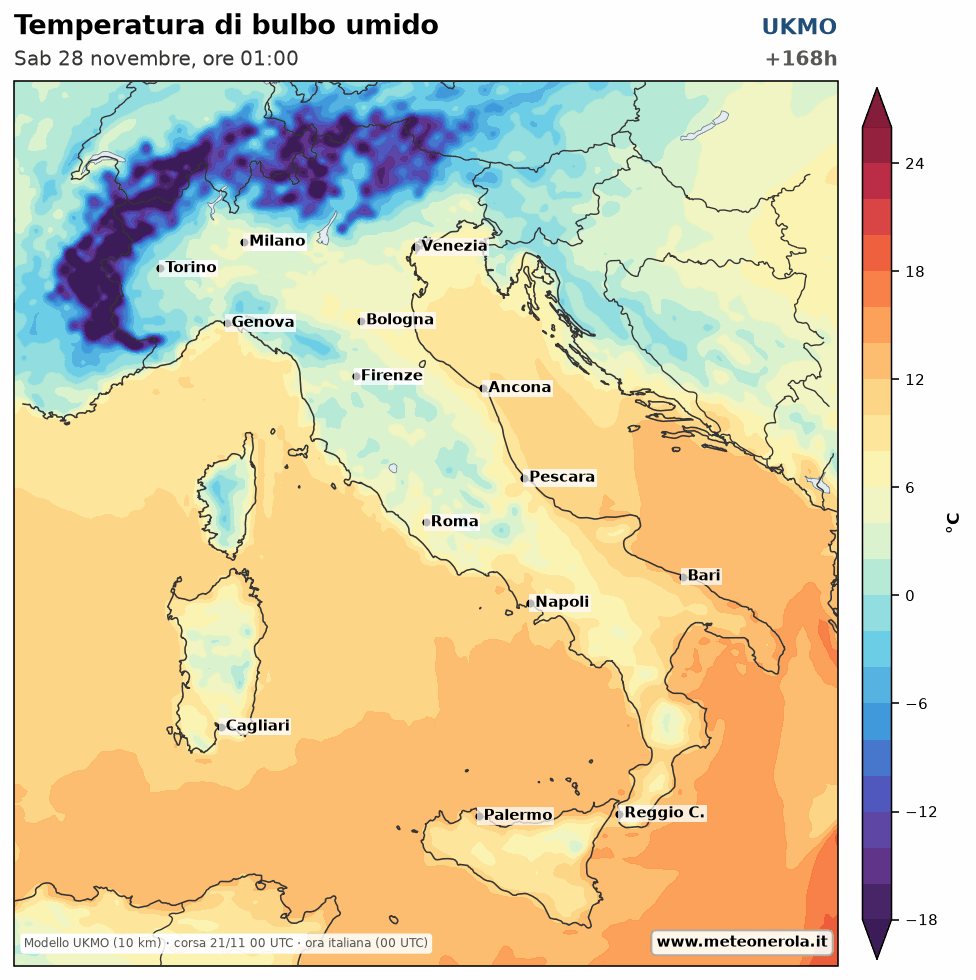 Temperatura di bulbo umido
UKMO
Sab 28 novembre, ore 01:00
+168h
Milano
Venezia
Torino
Genova
Bologna
Firenze
Ancona
Pescara
Roma
Bari
Napoli
Cagliari
Palermo
Reggio C.
24
18
12
6
0
−6
−12
−18
°C
Modello UKMO (10 km) · corsa 21/11 00 UTC · ora italiana (00 UTC)
www.meteonerola.it